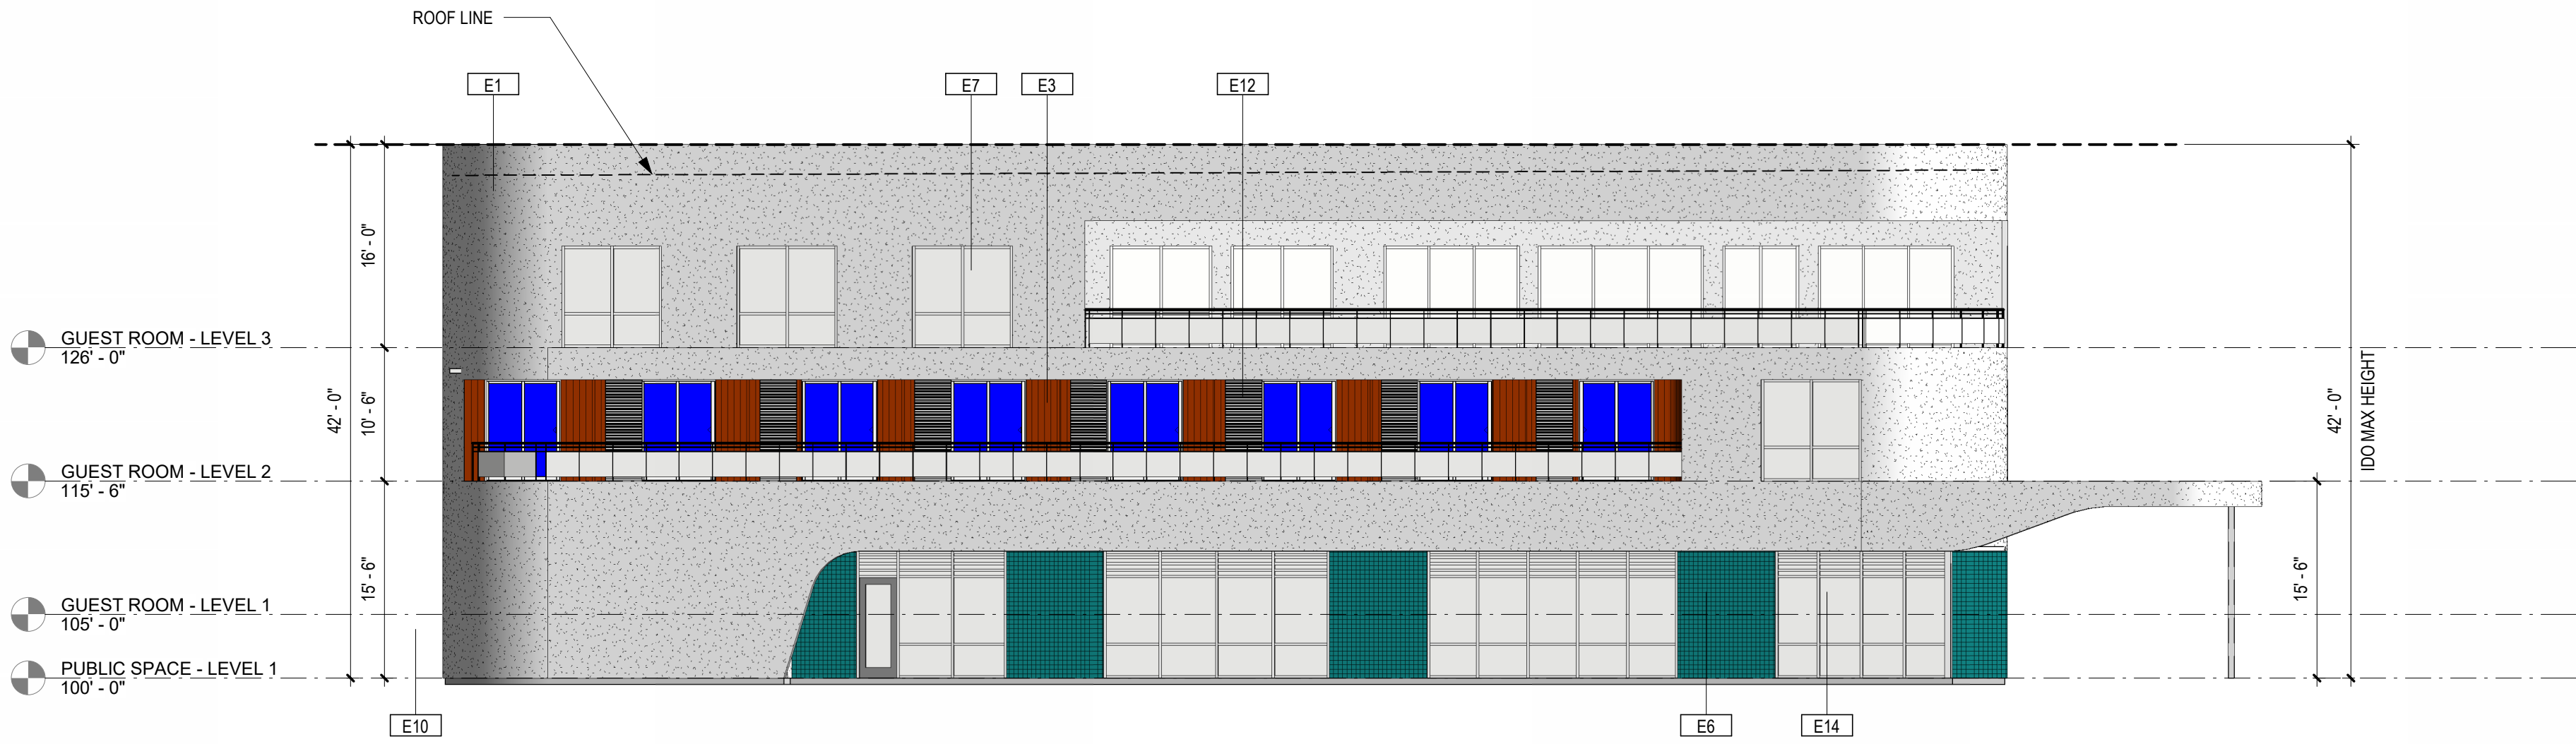 ROOF LINE
E1
E7
E3
E12
16' - 0"
GUEST ROOM - LEVEL 3
126' - 0"
42' - 0"
10' - 6"
42' - 0"
IDO MAX HEIGHT
GUEST ROOM - LEVEL 2
115' - 6"
15' - 6"
15' - 6"
GUEST ROOM - LEVEL 1
105' - 0"
PUBLIC SPACE - LEVEL 1
100' - 0"
E10
E6
E14